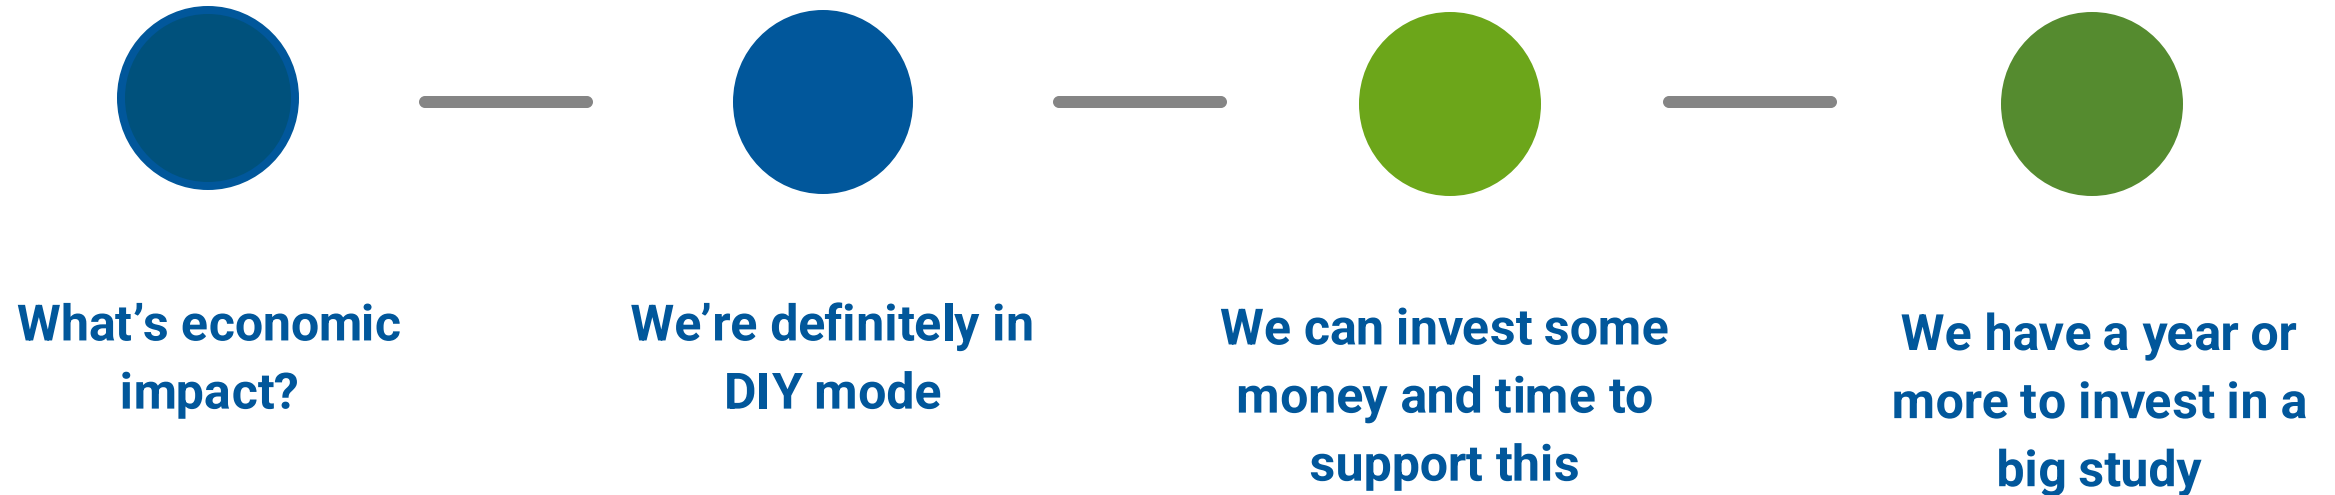 What’s economic
impact?
We’re definitely in
DIY mode
We can invest some
money and time to
support this
We have a year or
more to invest in a
big study